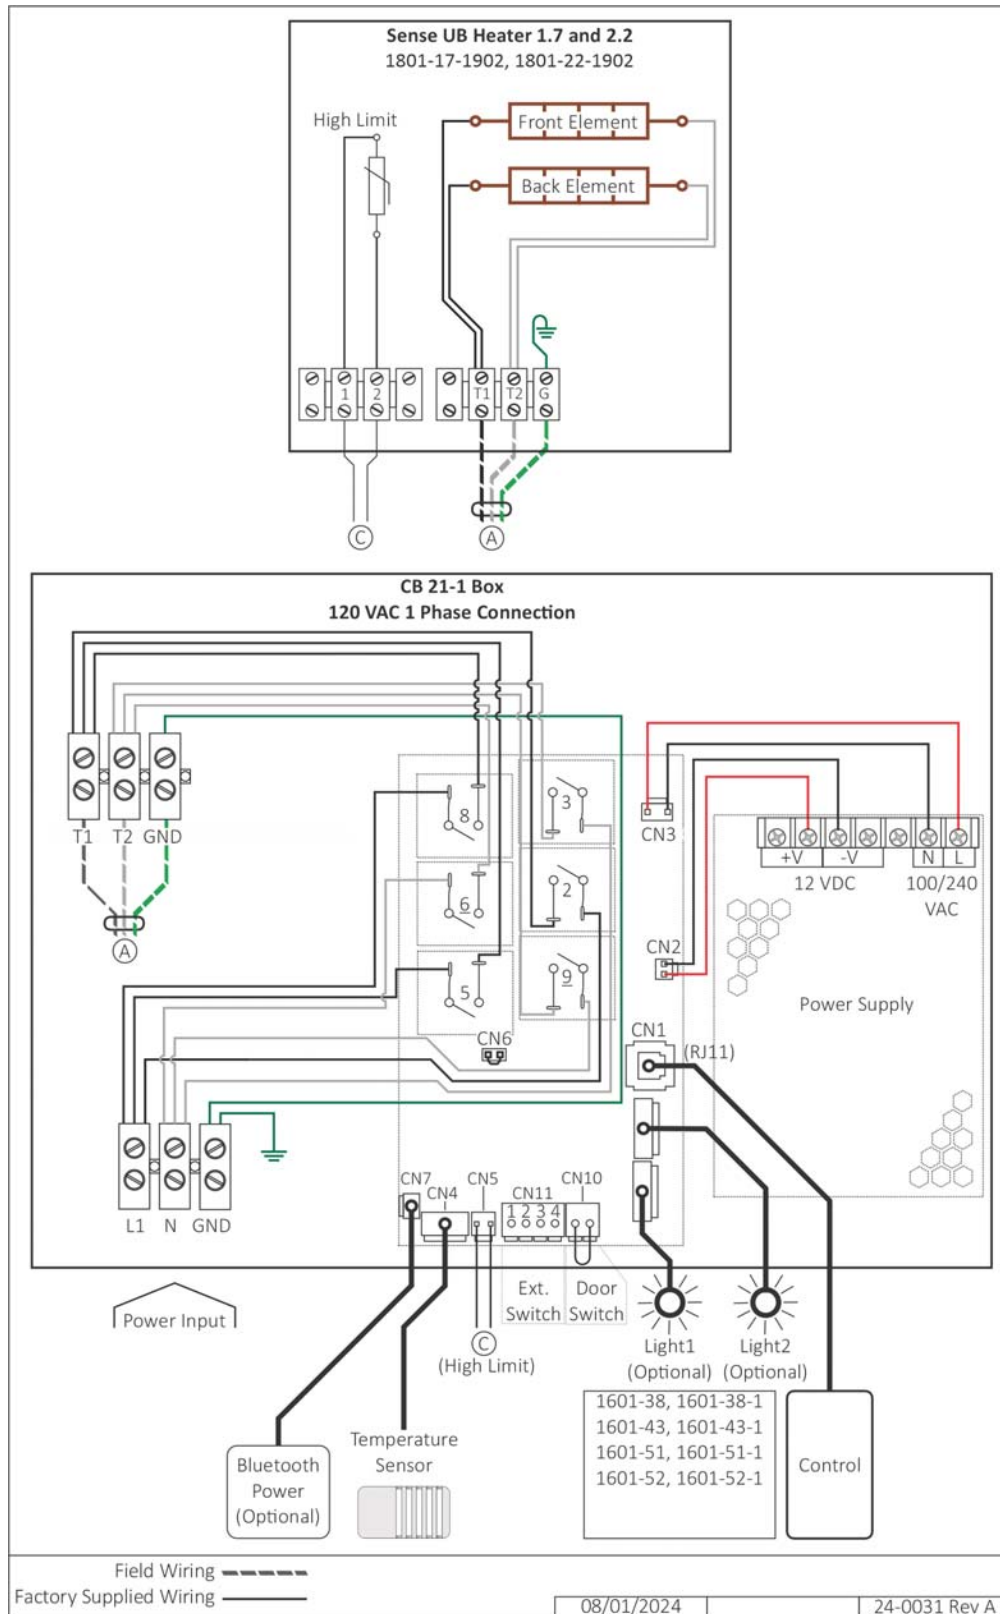 Sense UB Heater 1.7 and 2.2
1801-17-1902, 1801-22-1902
High Limit
Front Element
Back Element
1
2
T1
T2
G
C
A
CB 21-1 Box
120 VAC 1 Phase Connection
T1
T2
GND
A
8
3
6
2
5
9
CN6
CN3
+V
-V
N
L
12 VDC
100/240
VAC
CN2
Power Supply
CN1
(RJ11)
L1
N
GND
CN7
CN4
CN5
CN11
CN10
1 2 3 4
Power Input
Ext.
Switch
Door
Switch
C
(High Limit)
Light1
(Optional)
Light2
(Optional)
1601-38, 1601-38-1
1601-43, 1601-43-1
1601-51, 1601-51-1
1601-52, 1601-52-1
Control
Temperature
Sensor
Bluetooth
Power
(Optional)
Field Wiring
Factory Supplied Wiring
08/01/2024
24-0031 Rev A